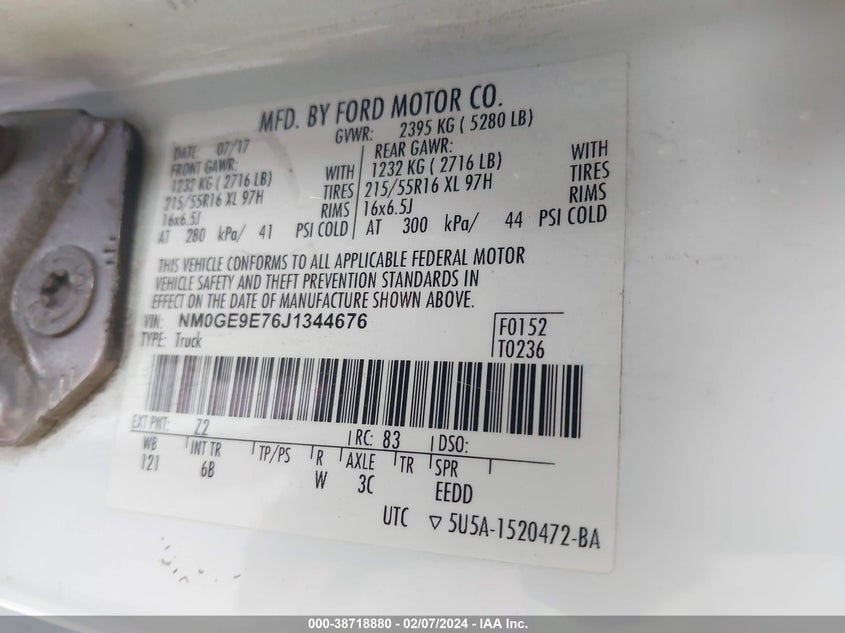 MFD. BY FORD MOTOR CO.
DATE: 07/17 GVWR: 2395 KG ( 5280 LB)
FRONT GAWR: WITH REAR GAWR: WITH
1232 KG ( 2716 LB) TIRES 1232 KG ( 2716 LB) TIRES
215/55R16 XL 97H RIMS 215/55R16 XL 97H RIMS
16x6.5J 16x6.5J
AT 280 kPa/ 41 PSI COLD AT 300 kPa/ 44 PSI COLD
THIS VEHICLE CONFORMS TO ALL APPLICABLE FEDERAL MOTOR
VEHICLE SAFETY AND THEFT PREVENTION STANDARDS IN
EFFECT ON THE DATE OF MANUFACTURE SHOWN ABOVE.
VIN: NM0GE9E76J1344676 F0152
TYPE: Truck T0236
EXT PNT: Z2 RC: 83 DSO:
WB INT TR TP/PS R AXLE TR SPR
121 6B W 3C EEDD
UTC ▽ 5U5A-1520472-BA
000-38718880 — 02/07/2024 - IAA Inc.